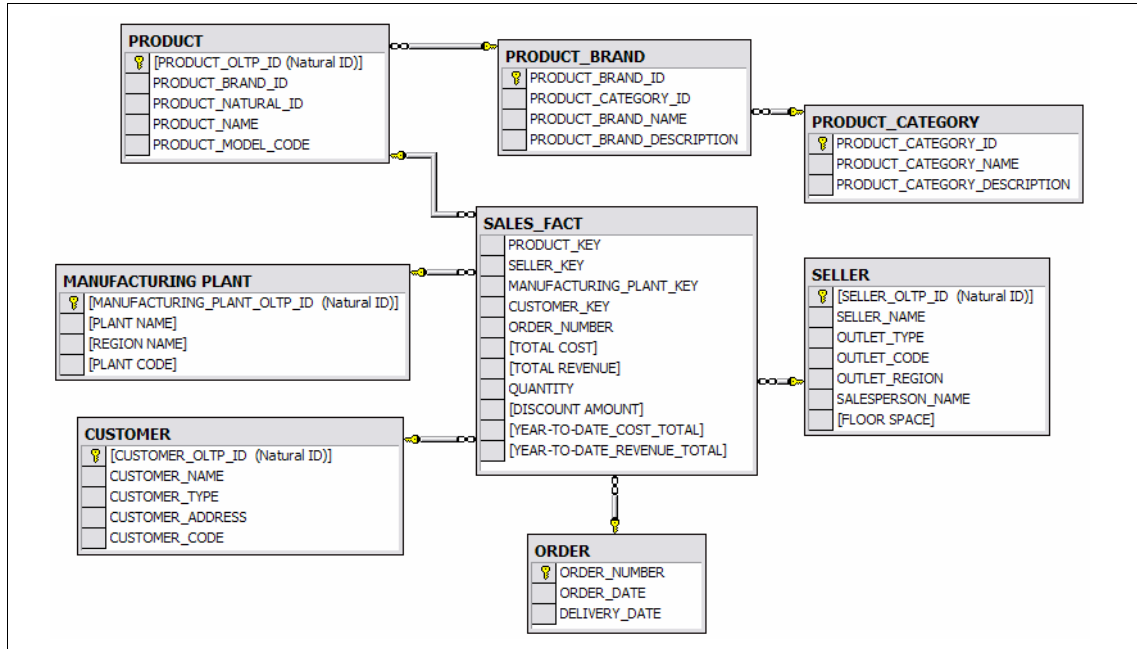 PRODUCT
[PRODUCT_OLTP_ID (Natural ID)]
PRODUCT_BRAND_ID
PRODUCT_NATURAL_ID
PRODUCT_NAME
PRODUCT_MODEL_CODE
PRODUCT_BRAND
PRODUCT_BRAND_ID
PRODUCT_CATEGORY_ID
PRODUCT_BRAND_NAME
PRODUCT_BRAND_DESCRIPTION
PRODUCT_CATEGORY
PRODUCT_CATEGORY_ID
PRODUCT_CATEGORY_NAME
PRODUCT_CATEGORY_DESCRIPTION
SALES_FACT
PRODUCT_KEY
SELLER_KEY
MANUFACTURING_PLANT_KEY
CUSTOMER_KEY
ORDER_NUMBER
[TOTAL COST]
[TOTAL REVENUE]
QUANTITY
[DISCOUNT AMOUNT]
[YEAR-TO-DATE_COST_TOTAL]
[YEAR-TO-DATE_REVENUE_TOTAL]
MANUFACTURING PLANT
[MANUFACTURING_PLANT_OLTP_ID (Natural ID)]
[PLANT NAME]
[REGION NAME]
[PLANT CODE]
SELLER
[SELLER_OLTP_ID (Natural ID)]
SELLER_NAME
OUTLET_TYPE
OUTLET_CODE
OUTLET_REGION
SALESPERSON_NAME
[FLOOR SPACE]
CUSTOMER
[CUSTOMER_OLTP_ID (Natural ID)]
CUSTOMER_NAME
CUSTOMER_TYPE
CUSTOMER_ADDRESS
CUSTOMER_CODE
ORDER
ORDER_NUMBER
ORDER_DATE
DELIVERY_DATE